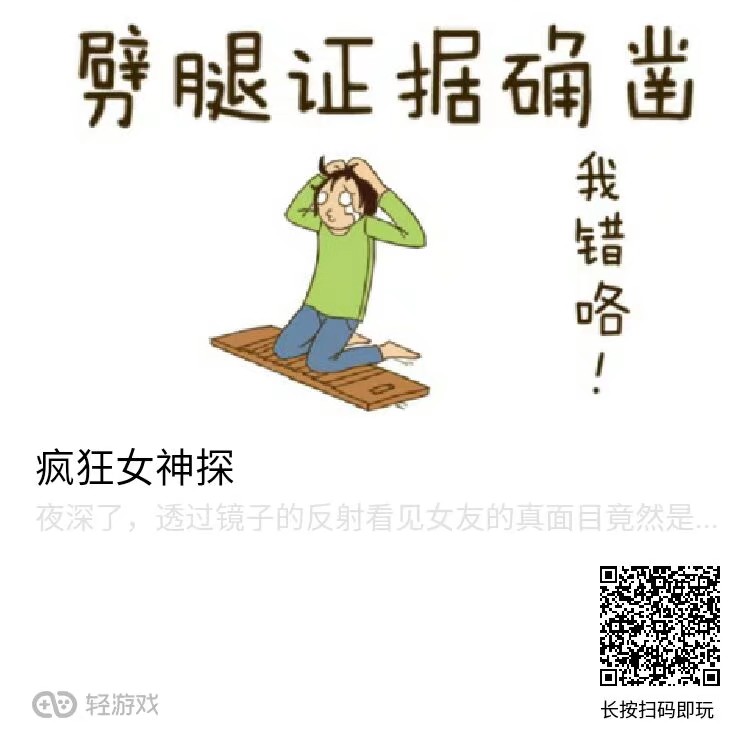 劈腿证据确凿
我错咯！
疯狂女神探
夜深了，透过镜子的反射看见女友的真面目竟然是...
轻游戏
长按扫码即玩